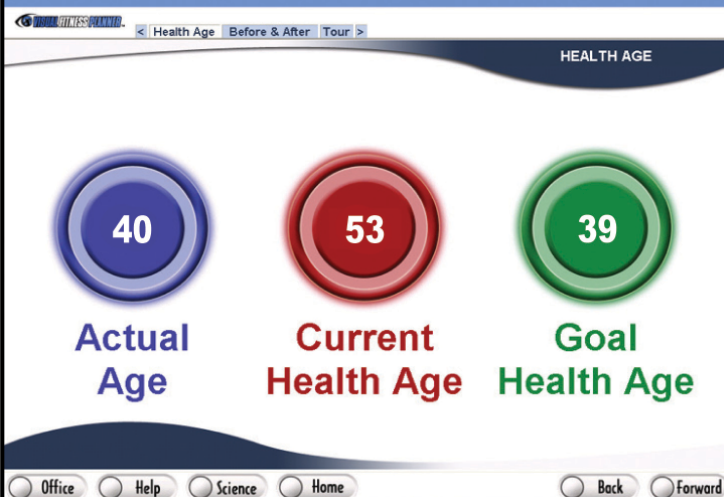 VISUAL FITNESS PLANNER.
< Health Age Before & After Tour >
HEALTH AGE
40 53 39
Actual Current Goal
Age Health Age Health Age
Office Help Science Home Back Forward